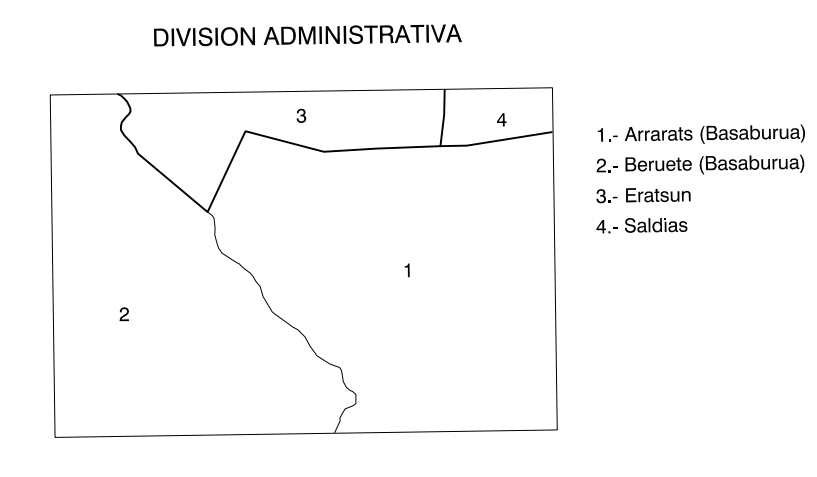 DIVISION ADMINISTRATIVA
3
4
1
2
1.- Arrarats (Basaburua)
2.- Beruete (Basaburua)
3.- Eratsun
4.- Saldias